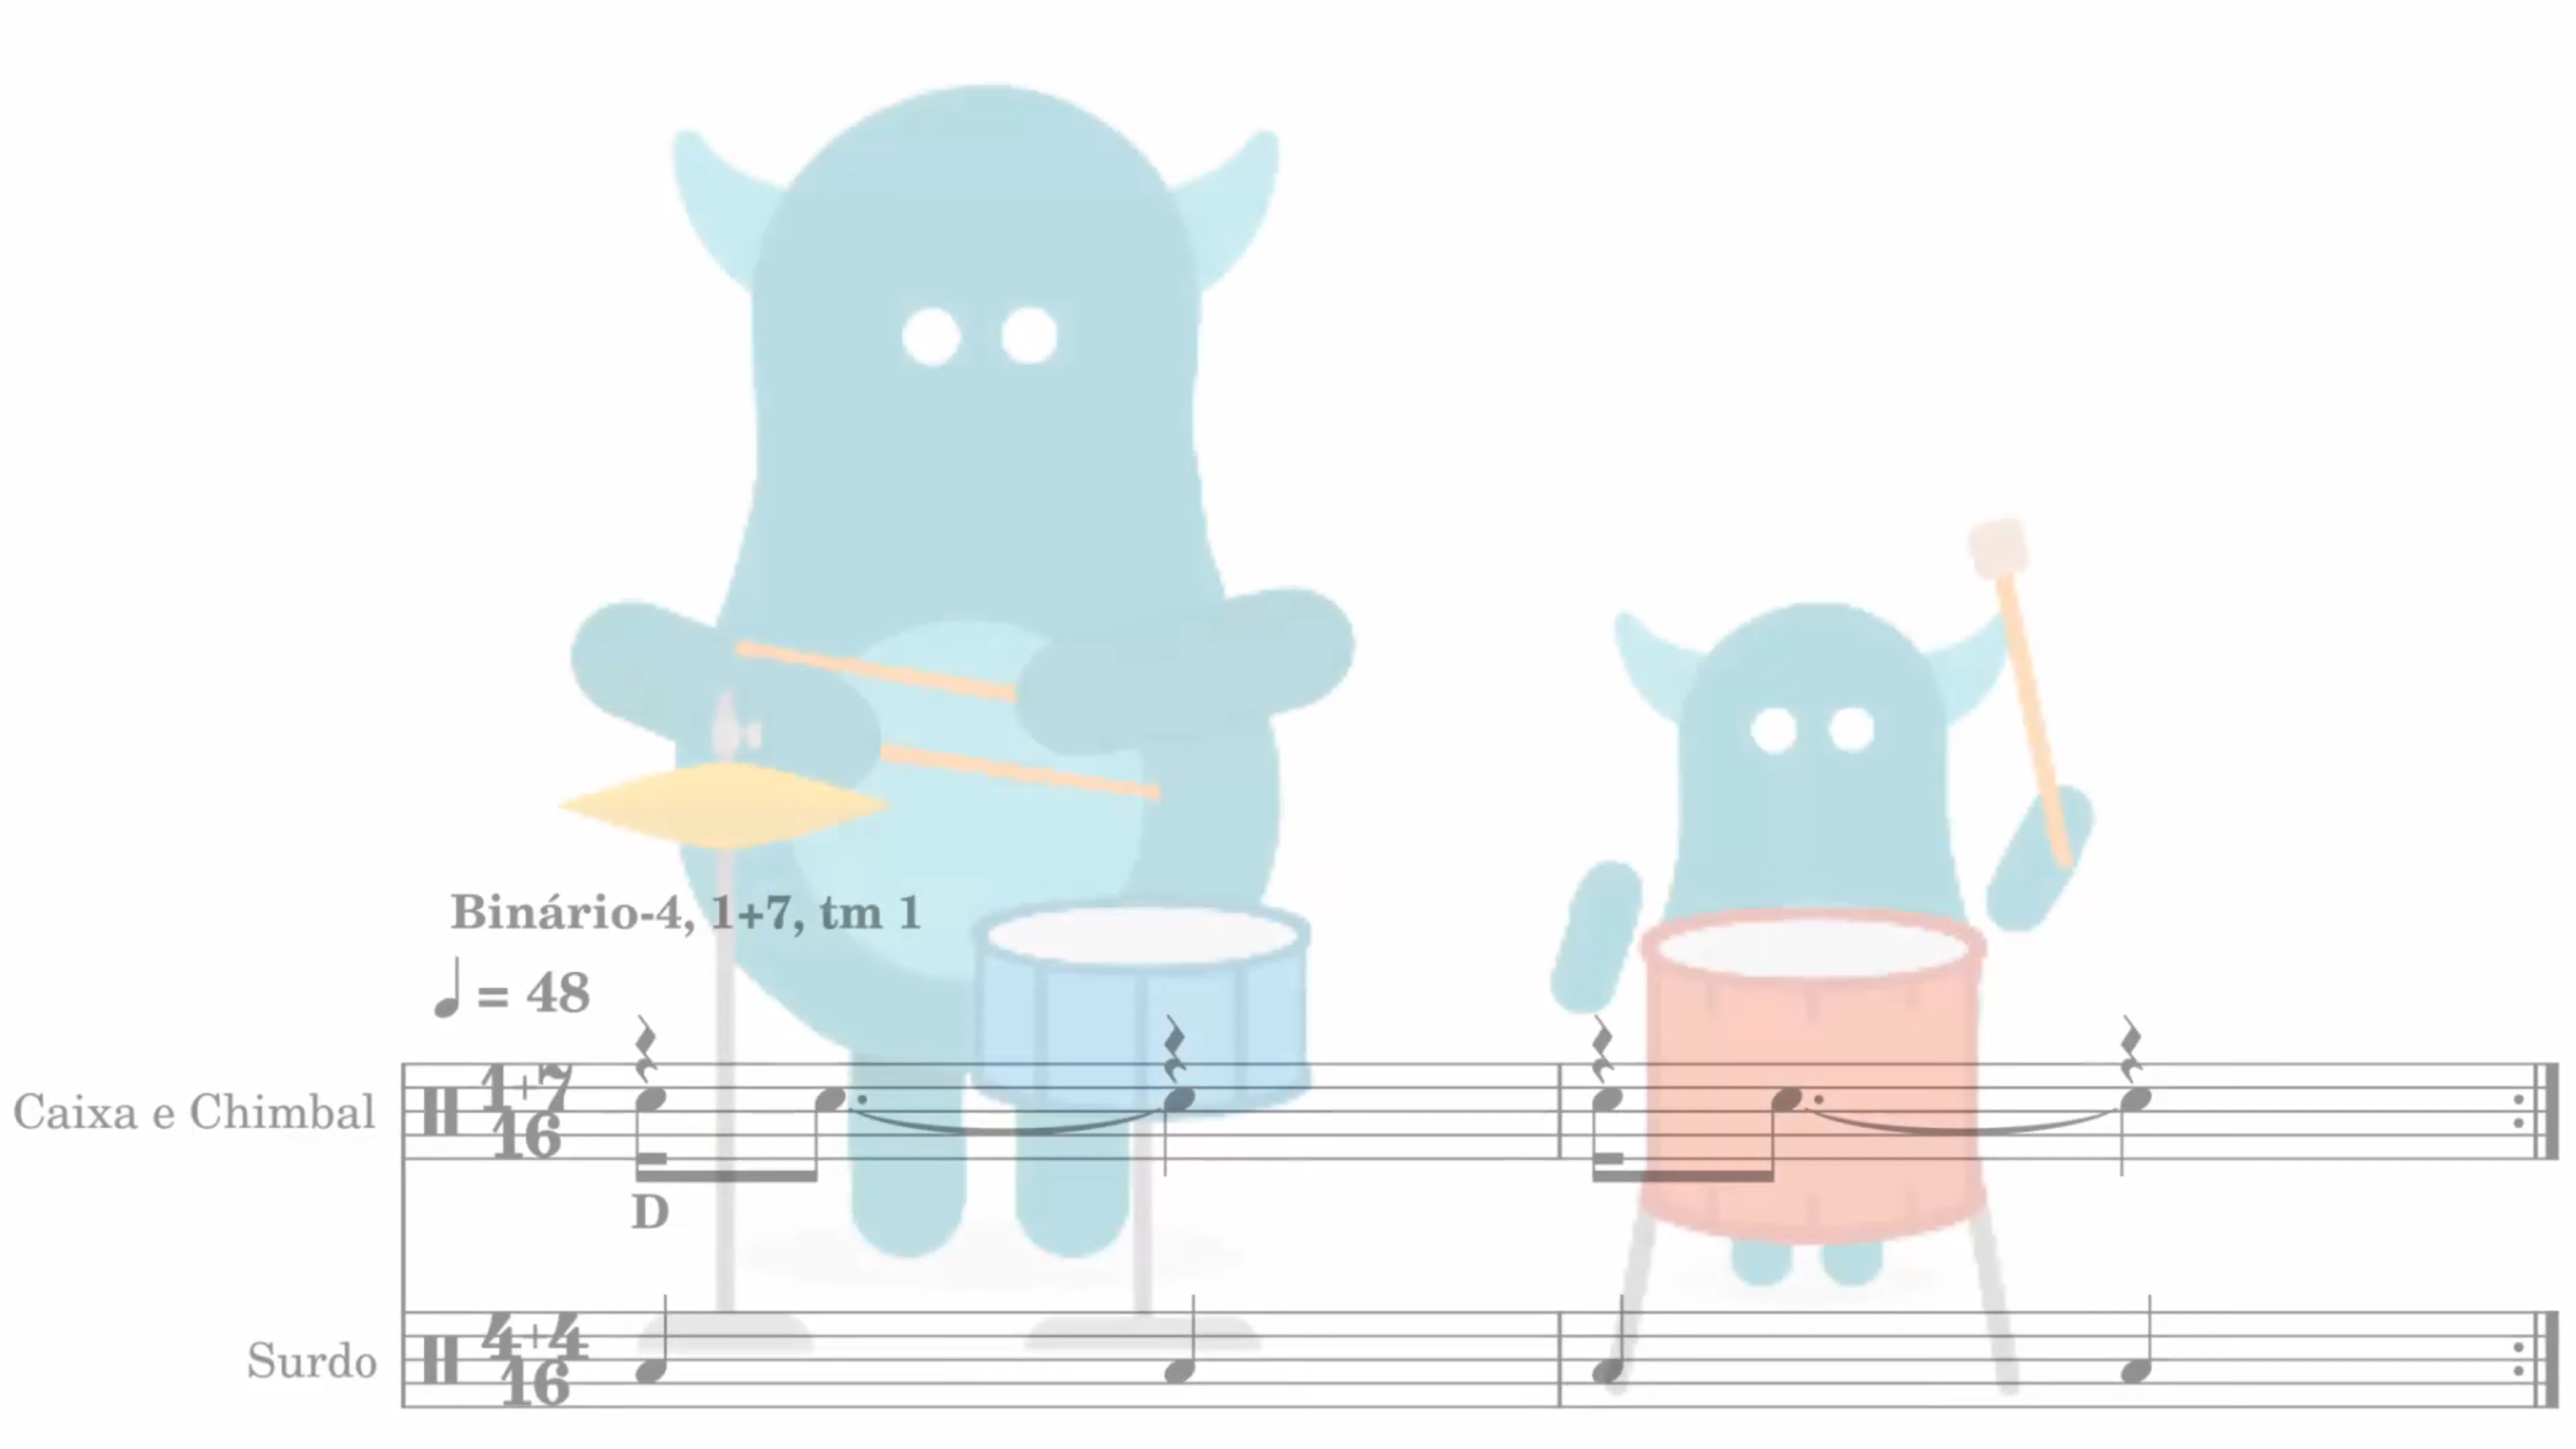 Binário-4, 1+7, tm 1
= 48
Caixa e Chimbal
1+7
16
D
Surdo
4+4
16